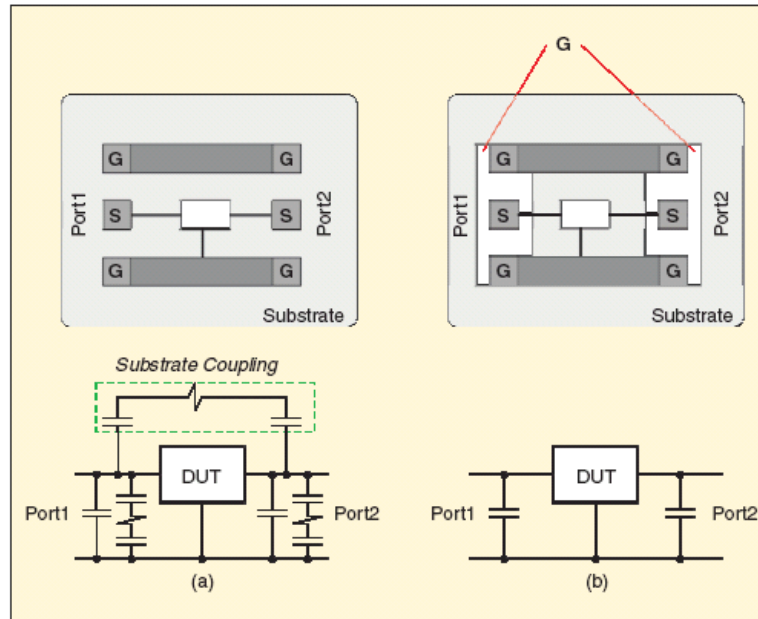 G
G G
G G
Port1
S S
Port2
Port1
S S
Port2
G G
G G
Substrate
Substrate
Substrate Coupling
DUT
DUT
Port1
Port2
Port1
Port2
(a)
(b)